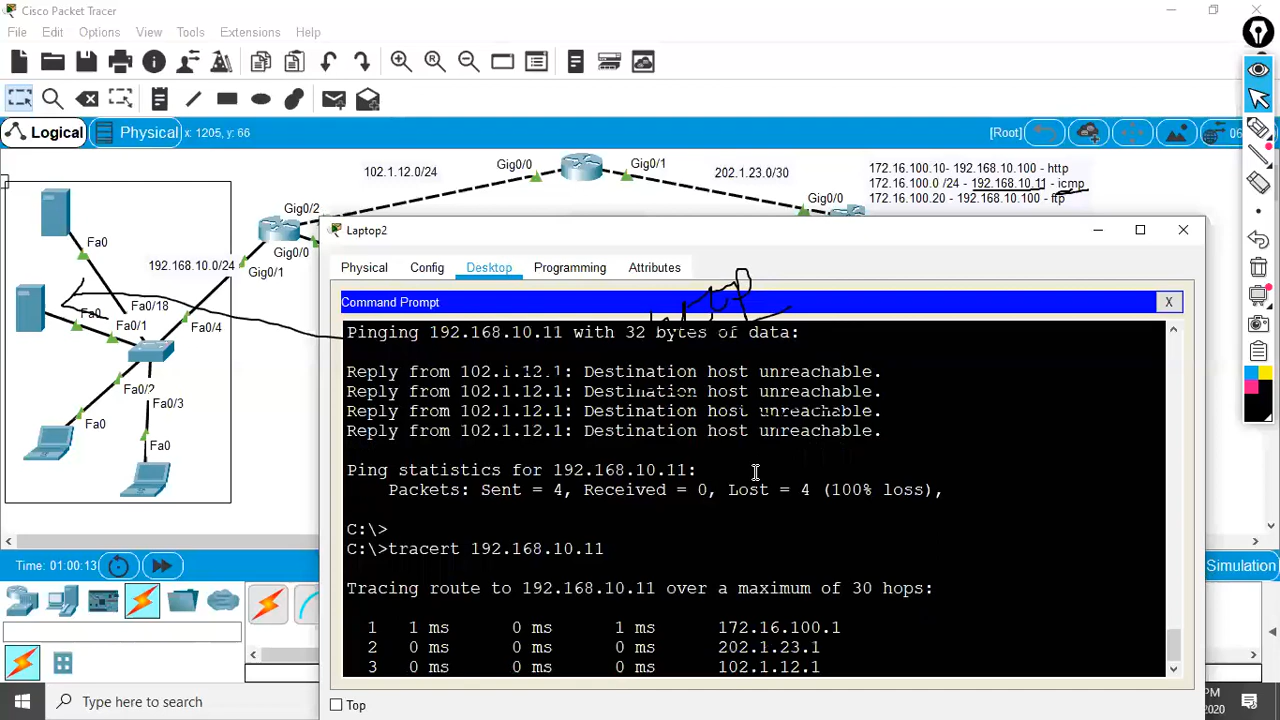 Cisco Packet Tracer
File Edit Options View Tools Extensions Help
Logical Physical x: 1205, y: 66 [Root] 06
102.1.12.0/24 Gig0/0 Gig0/1 202.1.23.0/30
172.16.100.10- 192.168.10.100 - http
172.16.100.0 /24 - 192.168.10.11 - icmp
172.16.100.20 - 192.168.10.100 - ftp
Gig0/0
Gig0/2
Gig0/0
192.168.10.0/24 Gig0/1
Fa0
Fa0/18
Fa0 Fa0/1 Fa0/4
Fa0/2
Fa0/3
Fa0
Fa0
Laptop2
Physical Config Desktop Programming Attributes
Command Prompt X
Pinging 192.168.10.11 with 32 bytes of data:
Reply from 102.1.12.1: Destination host unreachable.
Reply from 102.1.12.1: Destination host unreachable.
Reply from 102.1.12.1: Destination host unreachable.
Reply from 102.1.12.1: Destination host unreachable.
Ping statistics for 192.168.10.11:
Packets: Sent = 4, Received = 0, Lost = 4 (100% loss),
C:\>
C:\>tracert 192.168.10.11
Tracing route to 192.168.10.11 over a maximum of 30 hops:
1 1 ms 0 ms 1 ms 172.16.100.1
2 0 ms 0 ms 0 ms 202.1.23.1
3 0 ms 0 ms 0 ms 102.1.12.1
Top
Time: 01:00:13 Simulation
Type here to search
PM
2020